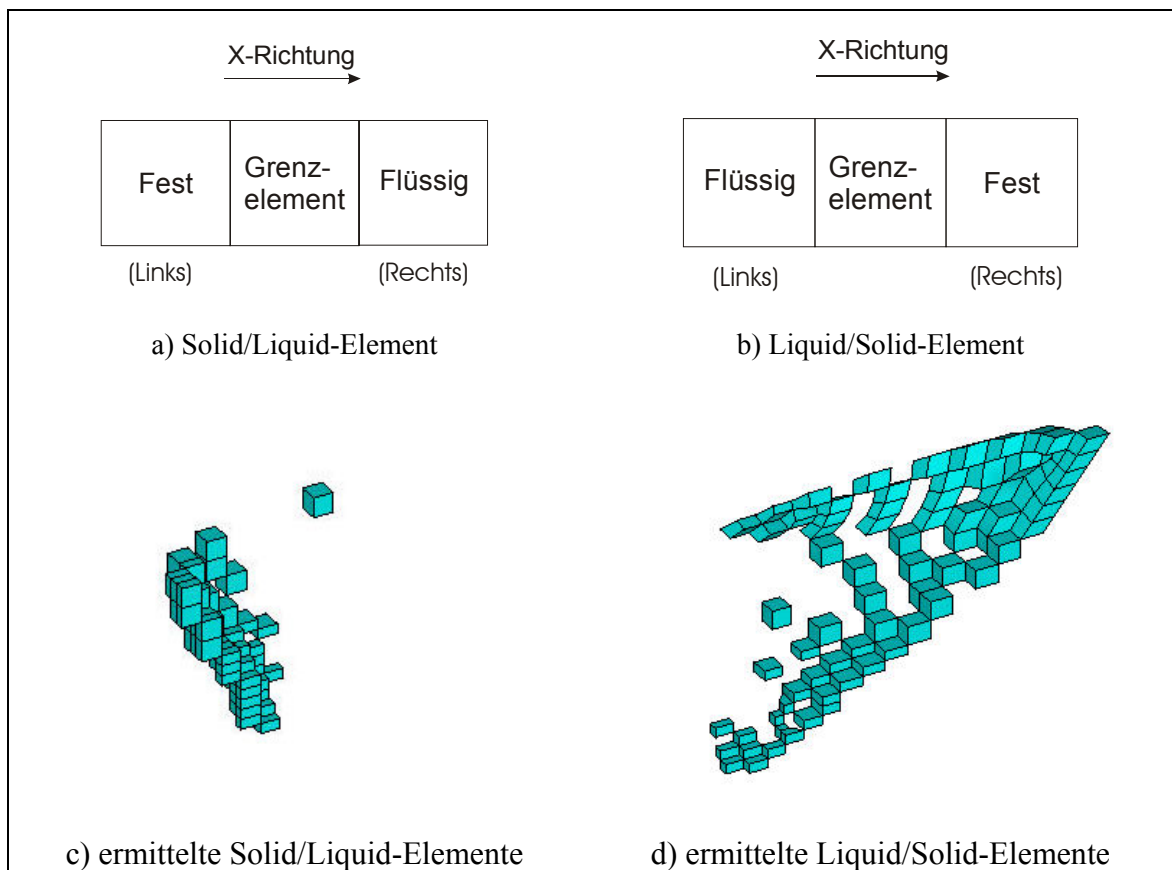 X-Richtung
Fest
Grenz-
element
Flüssig
(Links)
(Rechts)
a) Solid/Liquid-Element
X-Richtung
Flüssig
Grenz-
element
Fest
(Links)
(Rechts)
b) Liquid/Solid-Element
c) ermittelte Solid/Liquid-Elemente
d) ermittelte Liquid/Solid-Elemente